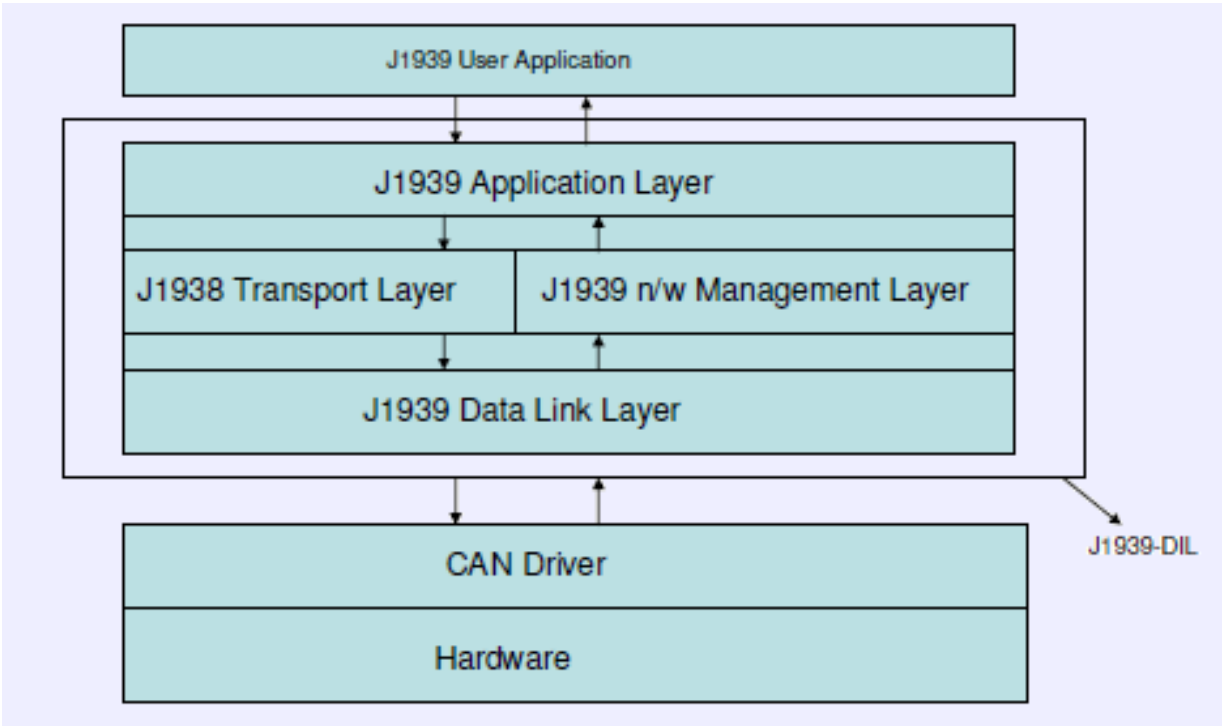 J1939 User Application
J1939 Application Layer
J1938 Transport Layer
J1939 n/w Management Layer
J1939 Data Link Layer
J1939-DIL
CAN Driver
Hardware